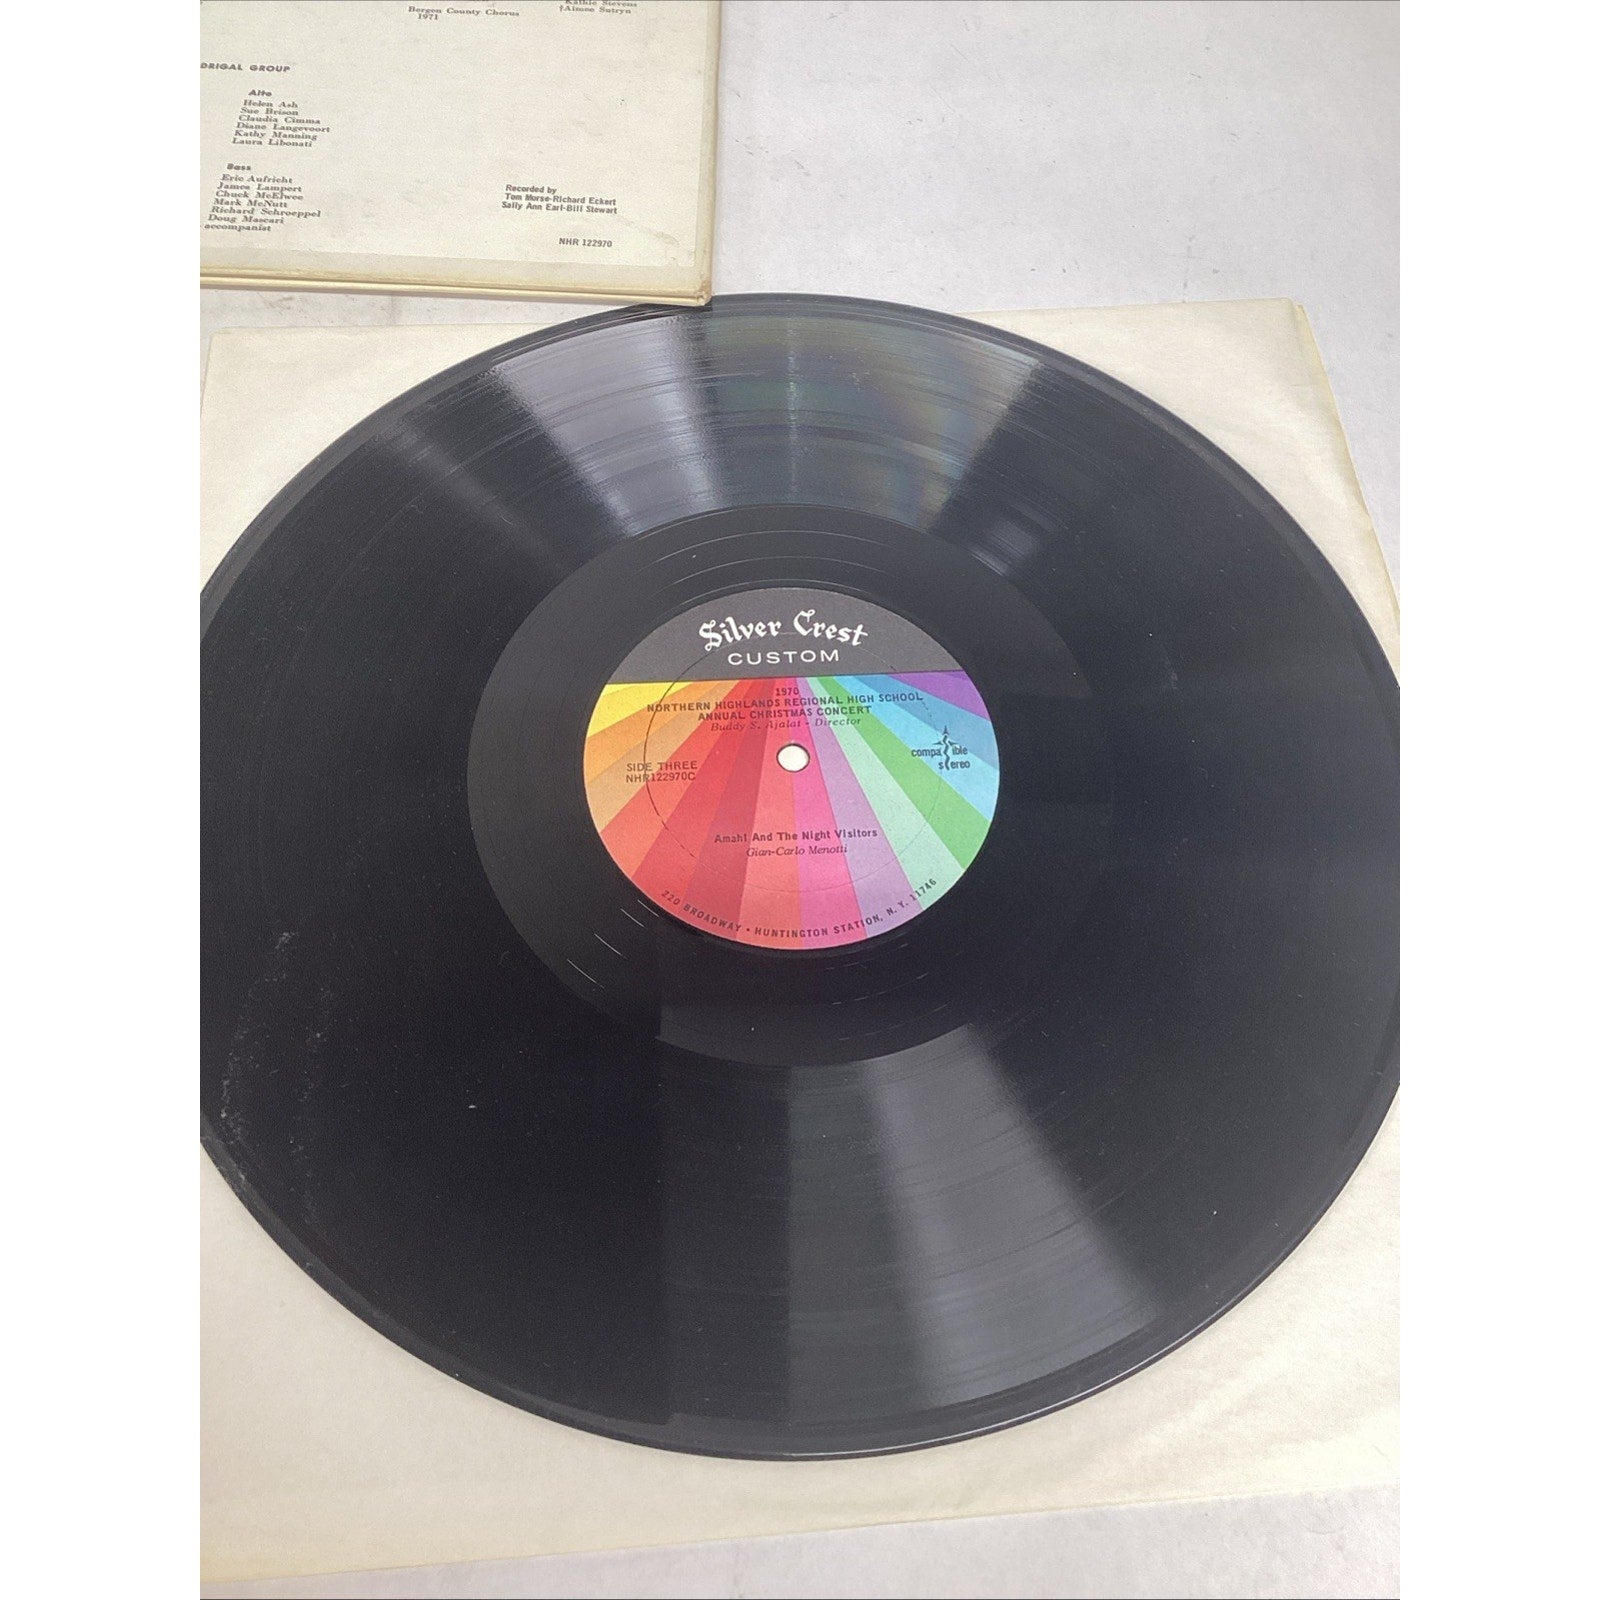 Bergen County Chorus
1971
Kathie Stevens
†Aimee Sutryn
DRIGAL GROUP
Alto
Helen Ash
Sue Brison
Claudia Cimma
Diane Langevoort
Kathy Manning
Laura Libonati
Bass
Eric Aufricht
James Lampert
Chuck McElwee
Mark McNutt
Richard Schroeppel
Doug Mascari
accompanist
Recorded by
Tom Morse-Richard Eckert
Sally Ann Earl-Bill Stewart
NHR 122970
Silver Crest
CUSTOM
1970
NORTHERN HIGHLANDS REGIONAL HIGH SCHOOL
ANNUAL CHRISTMAS CONCERT
Buddy S. Ajalat - Director
compatible
stereo
SIDE THREE
NHR122970C
Amahl And The Night Visitors
Gian-Carlo Menotti
220 BROADWAY • HUNTINGTON STATION, N. Y. 11746